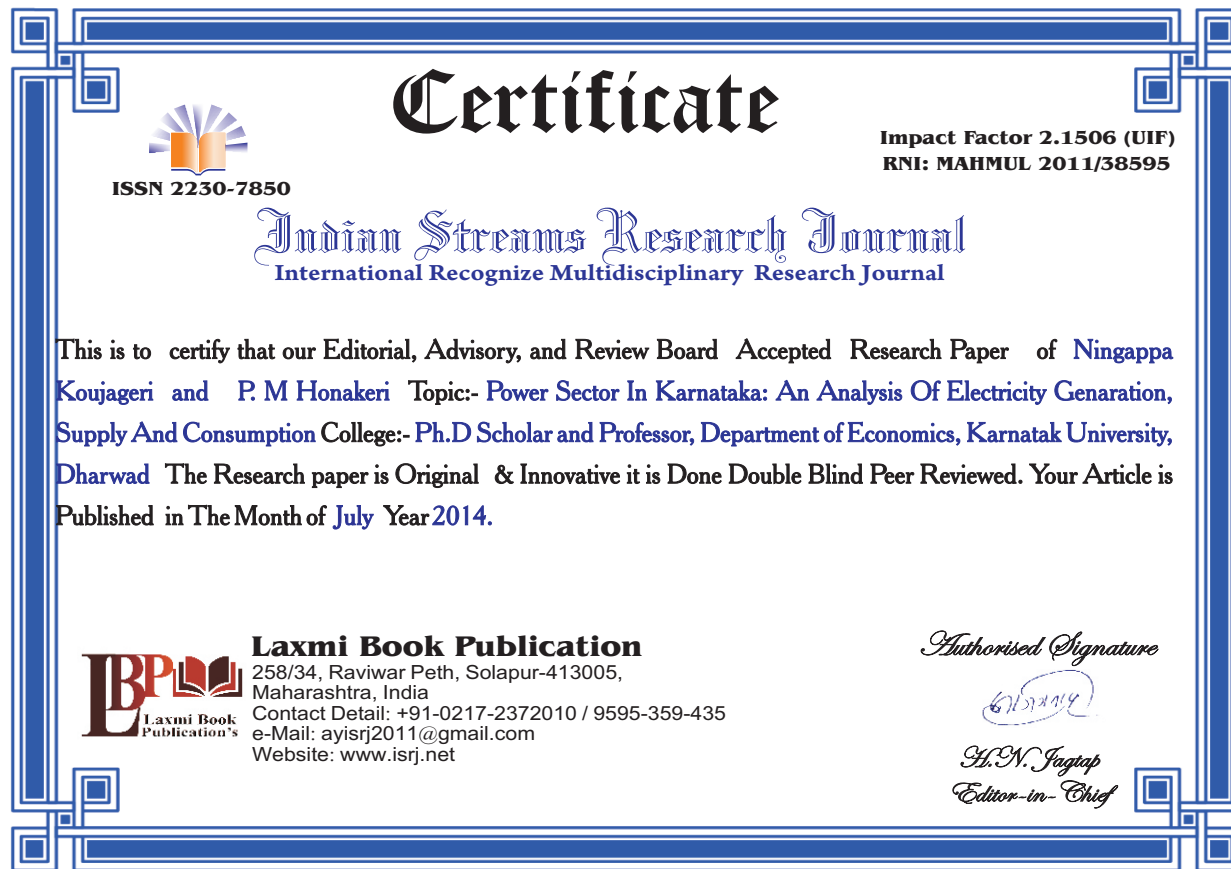 Certificate
ISSN 2230-7850
Impact Factor 2.1506 (UIF)
RNI: MAHMUL 2011/38595
Indian Streams Research Journal
International Recognize Multidisciplinary Research Journal
This is to certify that our Editorial, Advisory, and Review Board Accepted Research Paper of Ningappa
Koujageri and P. M Honakeri Topic:- Power Sector In Karnataka: An Analysis Of Electricity Genaration,
Supply And Consumption College:- Ph.D Scholar and Professor, Department of Economics, Karnatak University,
Dharwad The Research paper is Original & Innovative it is Done Double Blind Peer Reviewed. Your Article is
Published in The Month of July Year 2014.
LBP
Laxmi Book
Publication's
Laxmi Book Publication
258/34, Raviwar Peth, Solapur-413005,
Maharashtra, India
Contact Detail: +91-0217-2372010 / 9595-359-435
e-Mail: ayisrj2011@gmail.com
Website: www.isrj.net
Authorised Signature
H.N. Jagtap
Editor-in-Chief